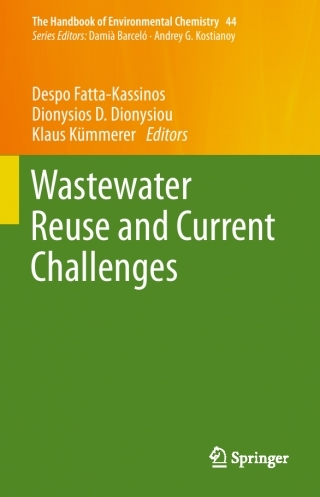 The Handbook of Environmental Chemistry 44
Series Editors: Damià Barceló · Andrey G. Kostianoy
Despo Fatta-Kassinos
Dionysios D. Dionysiou
Klaus Kümmerer Editors
Wastewater
Reuse and Current
Challenges
Springer